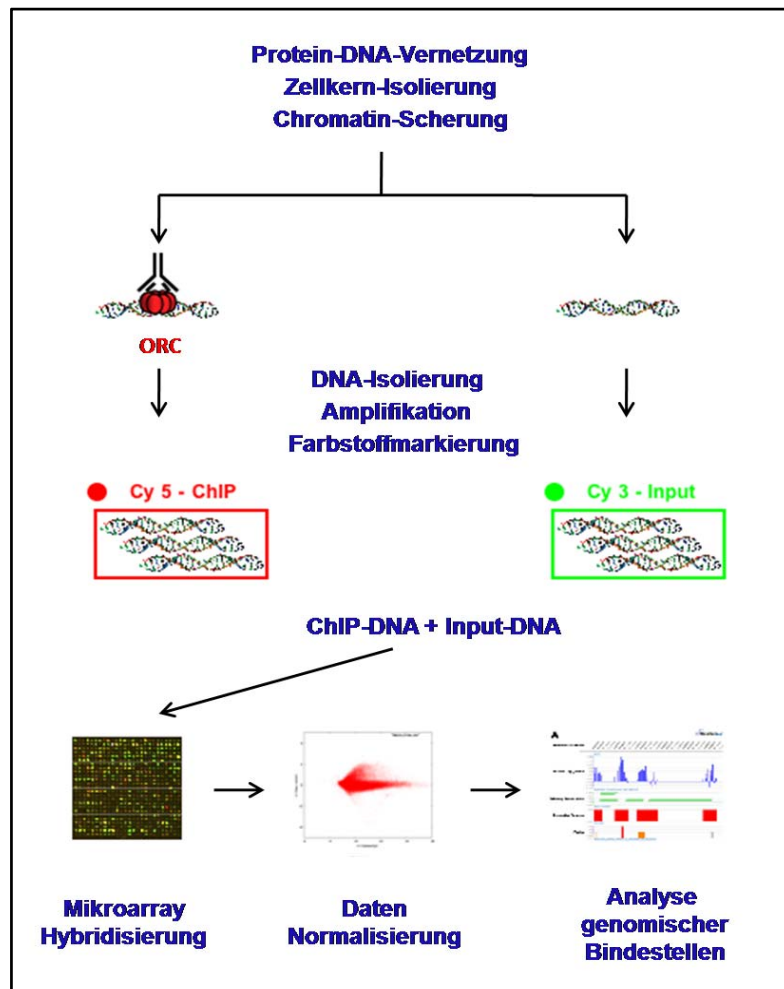 Protein-DNA-Vernetzung
Zellkern-Isolierung
Chromatin-Scherung
ORC
DNA-Isolierung
Amplifikation
Farbstoffmarkierung
Cy 5 - ChIP
Cy 3 - Input
ChIP-DNA + Input-DNA
A
Mikroarray
Hybridisierung
Daten
Normalisierung
Analyse
genomischer
Bindestellen